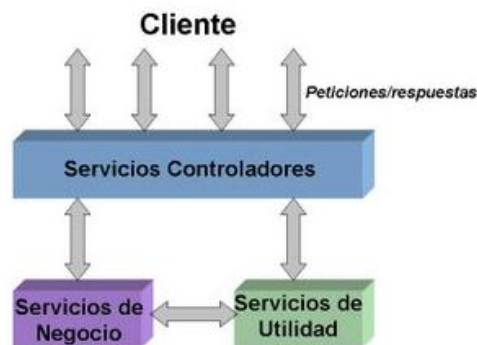 Cliente
Peticiones/respuestas
Servicios Controladores
Servicios de
Negocio
Servicios de
Utilidad